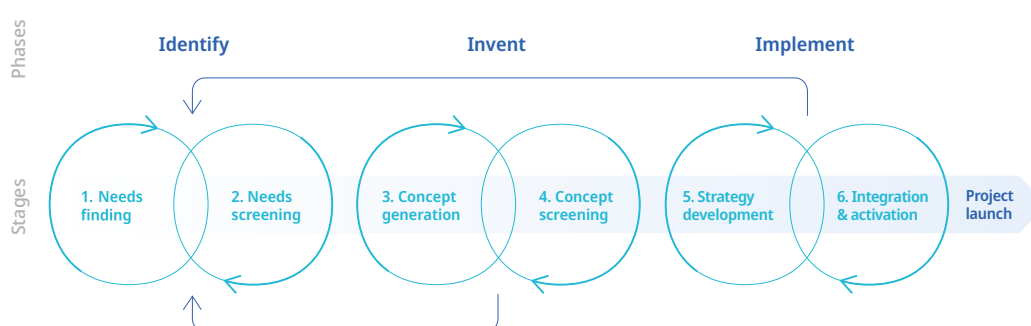 Phases
Identify
Invent
Implement
Stages
1. Needs
finding
2. Needs
screening
3. Concept
generation
4. Concept
screening
5. Strategy
development
6. Integration
& activation
Project
launch